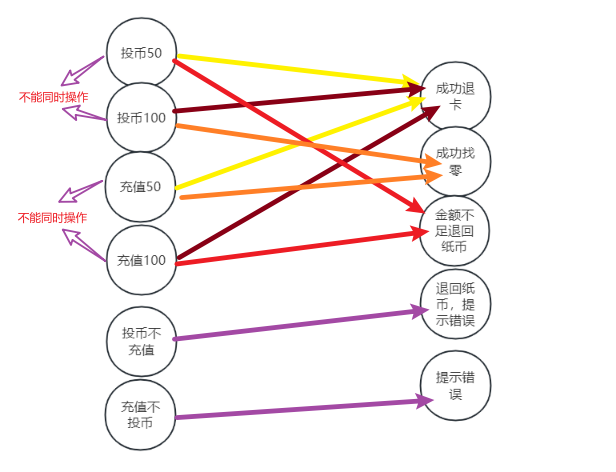 投币50
不能同时操作
投币100
充值50
不能同时操作
充值100
投币不
充值
充值不
投币
成功退
卡
成功找
零
金额不
足退回
纸币
退回纸
币，提
示错误
提示错
误